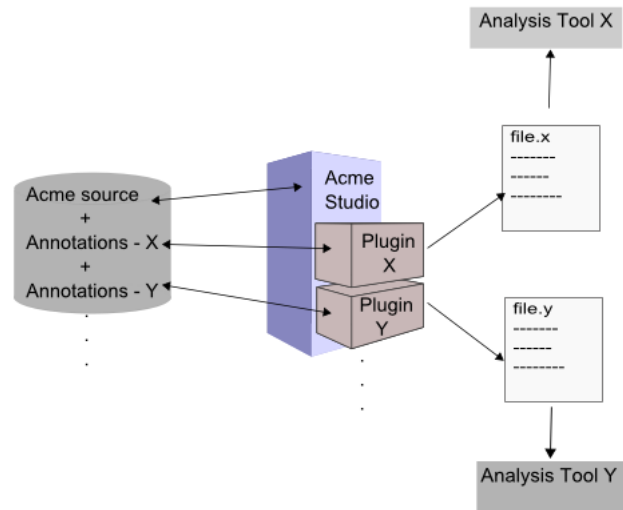 Analysis Tool X
file.x
-------
------
--------
Acme
Studio
Acme source
+
Annotations - X
+
Annotations - Y
.
.
.
Plugin
X
Plugin
Y
.
.
.
file.y
-------
------
--------
Analysis Tool Y